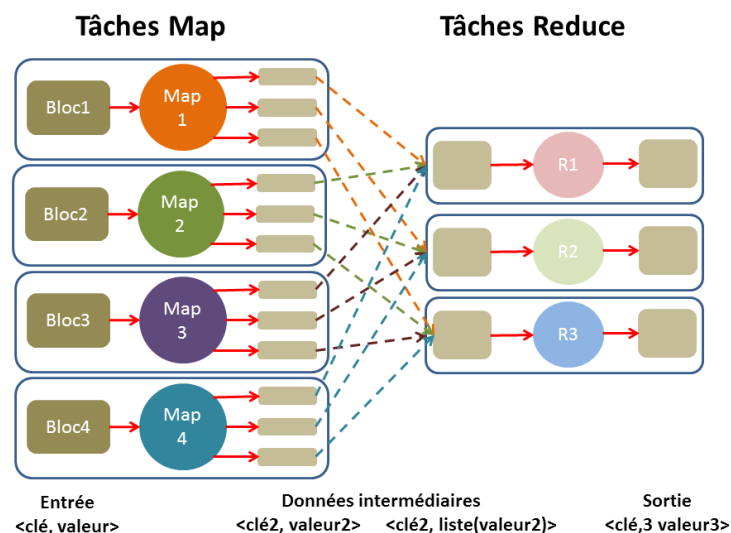 Tâches Map
Tâches Reduce
Bloc1
Map
1
Bloc2
Map
2
Bloc3
Map
3
Bloc4
Map
4
R1
R2
R3
Entrée
<clé, valeur>
Données intermédiaires
<clé2, valeur2>
<clé2, liste(valeur2)>
Sortie
<clé,3 valeur3>